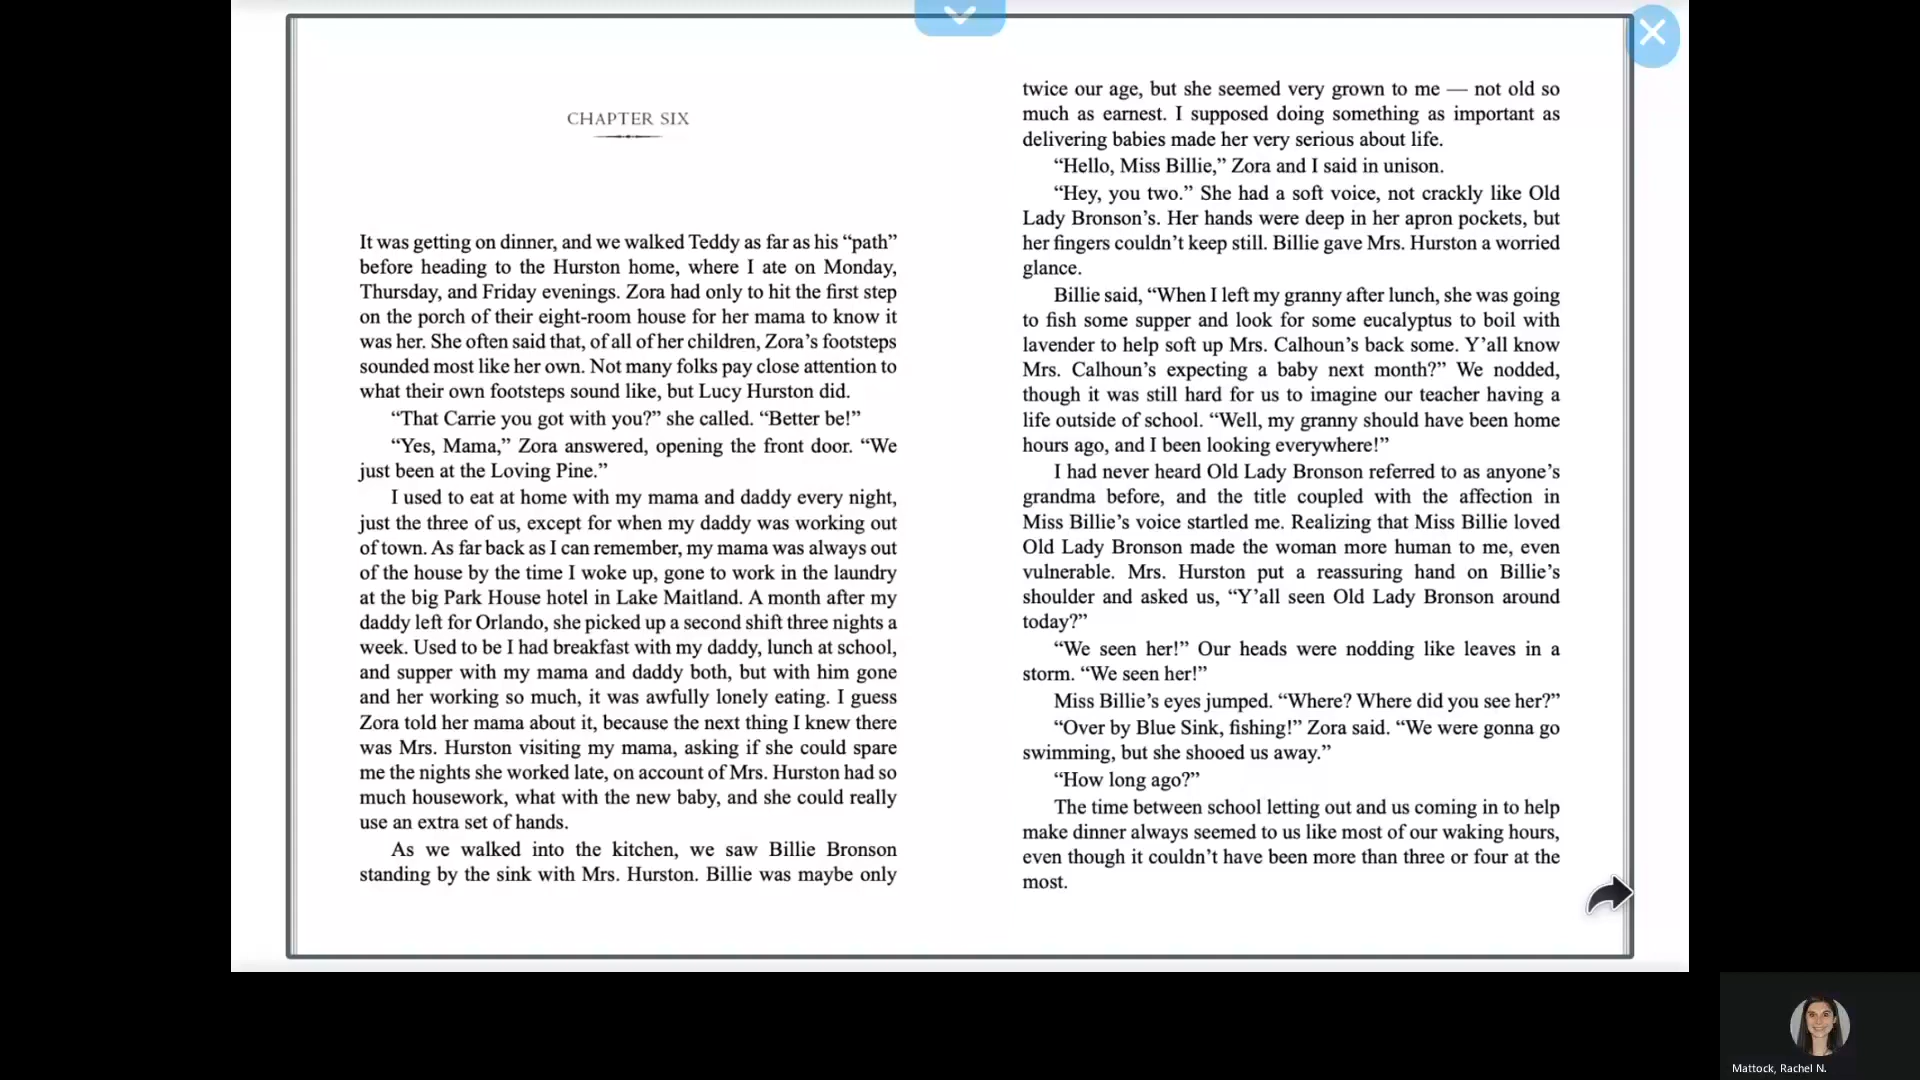 CHAPTER SIX
It was getting on dinner, and we walked Teddy as far as his “path”
before heading to the Hurston home, where I ate on Monday,
Thursday, and Friday evenings. Zora had only to hit the first step
on the porch of their eight-room house for her mama to know it
was her. She often said that, of all of her children, Zora’s footsteps
sounded most like her own. Not many folks pay close attention to
what their own footsteps sound like, but Lucy Hurston did.
“That Carrie you got with you?” she called. “Better be!”
“Yes, Mama,” Zora answered, opening the front door. “We
just been at the Loving Pine.”
I used to eat at home with my mama and daddy every night,
just the three of us, except for when my daddy was working out
of town. As far back as I can remember, my mama was always out
of the house by the time I woke up, gone to work in the laundry
at the big Park House hotel in Lake Maitland. A month after my
daddy left for Orlando, she picked up a second shift three nights a
week. Used to be I had breakfast with my daddy, lunch at school,
and supper with my mama and daddy both, but with him gone
and her working so much, it was awfully lonely eating. I guess
Zora told her mama about it, because the next thing I knew there
was Mrs. Hurston visiting my mama, asking if she could spare
me the nights she worked late, on account of Mrs. Hurston had so
much housework, what with the new baby, and she could really
use an extra set of hands.
As we walked into the kitchen, we saw Billie Bronson
standing by the sink with Mrs. Hurston. Billie was maybe only
twice our age, but she seemed very grown to me — not old so
much as earnest. I supposed doing something as important as
delivering babies made her very serious about life.
“Hello, Miss Billie,” Zora and I said in unison.
“Hey, you two.” She had a soft voice, not crackly like Old
Lady Bronson’s. Her hands were deep in her apron pockets, but
her fingers couldn’t keep still. Billie gave Mrs. Hurston a worried
glance.
Billie said, “When I left my granny after lunch, she was going
to fish some supper and look for some eucalyptus to boil with
lavender to help soft up Mrs. Calhoun’s back some. Y’all know
Mrs. Calhoun’s expecting a baby next month?” We nodded,
though it was still hard for us to imagine our teacher having a
life outside of school. “Well, my granny should have been home
hours ago, and I been looking everywhere!”
I had never heard Old Lady Bronson referred to as anyone’s
grandma before, and the title coupled with the affection in
Miss Billie’s voice startled me. Realizing that Miss Billie loved
Old Lady Bronson made the woman more human to me, even
vulnerable. Mrs. Hurston put a reassuring hand on Billie’s
shoulder and asked us, “Y’all seen Old Lady Bronson around
today?”
“We seen her!” Our heads were nodding like leaves in a
storm. “We seen her!”
Miss Billie’s eyes jumped. “Where? Where did you see her?”
“Over by Blue Sink, fishing!” Zora said. “We were gonna go
swimming, but she shooed us away.”
“How long ago?”
The time between school letting out and us coming in to help
make dinner always seemed to us like most of our waking hours,
even though it couldn’t have been more than three or four at the
most.
Mattock, Rachel N.